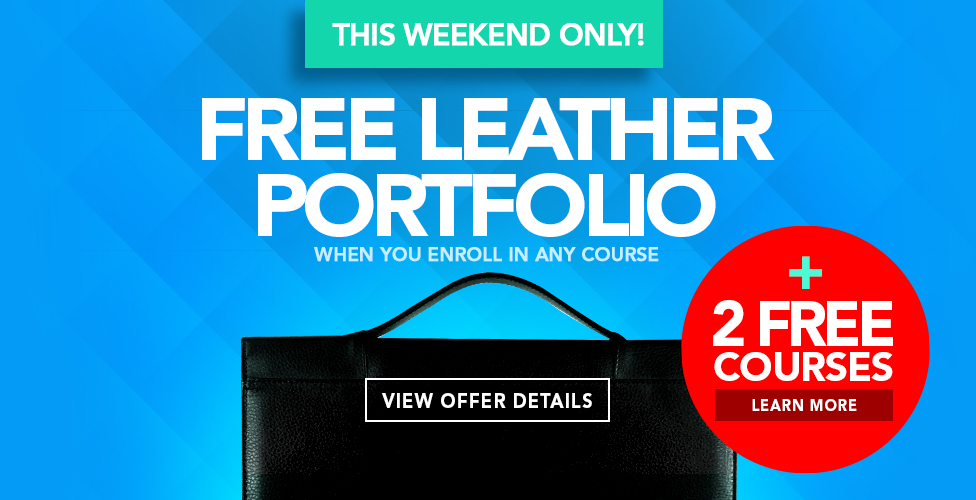 THIS WEEKEND ONLY!
FREE LEATHER
PORTFOLIO
WHEN YOU ENROLL IN ANY COURSE
+
2 FREE
COURSES
LEARN MORE
VIEW OFFER DETAILS